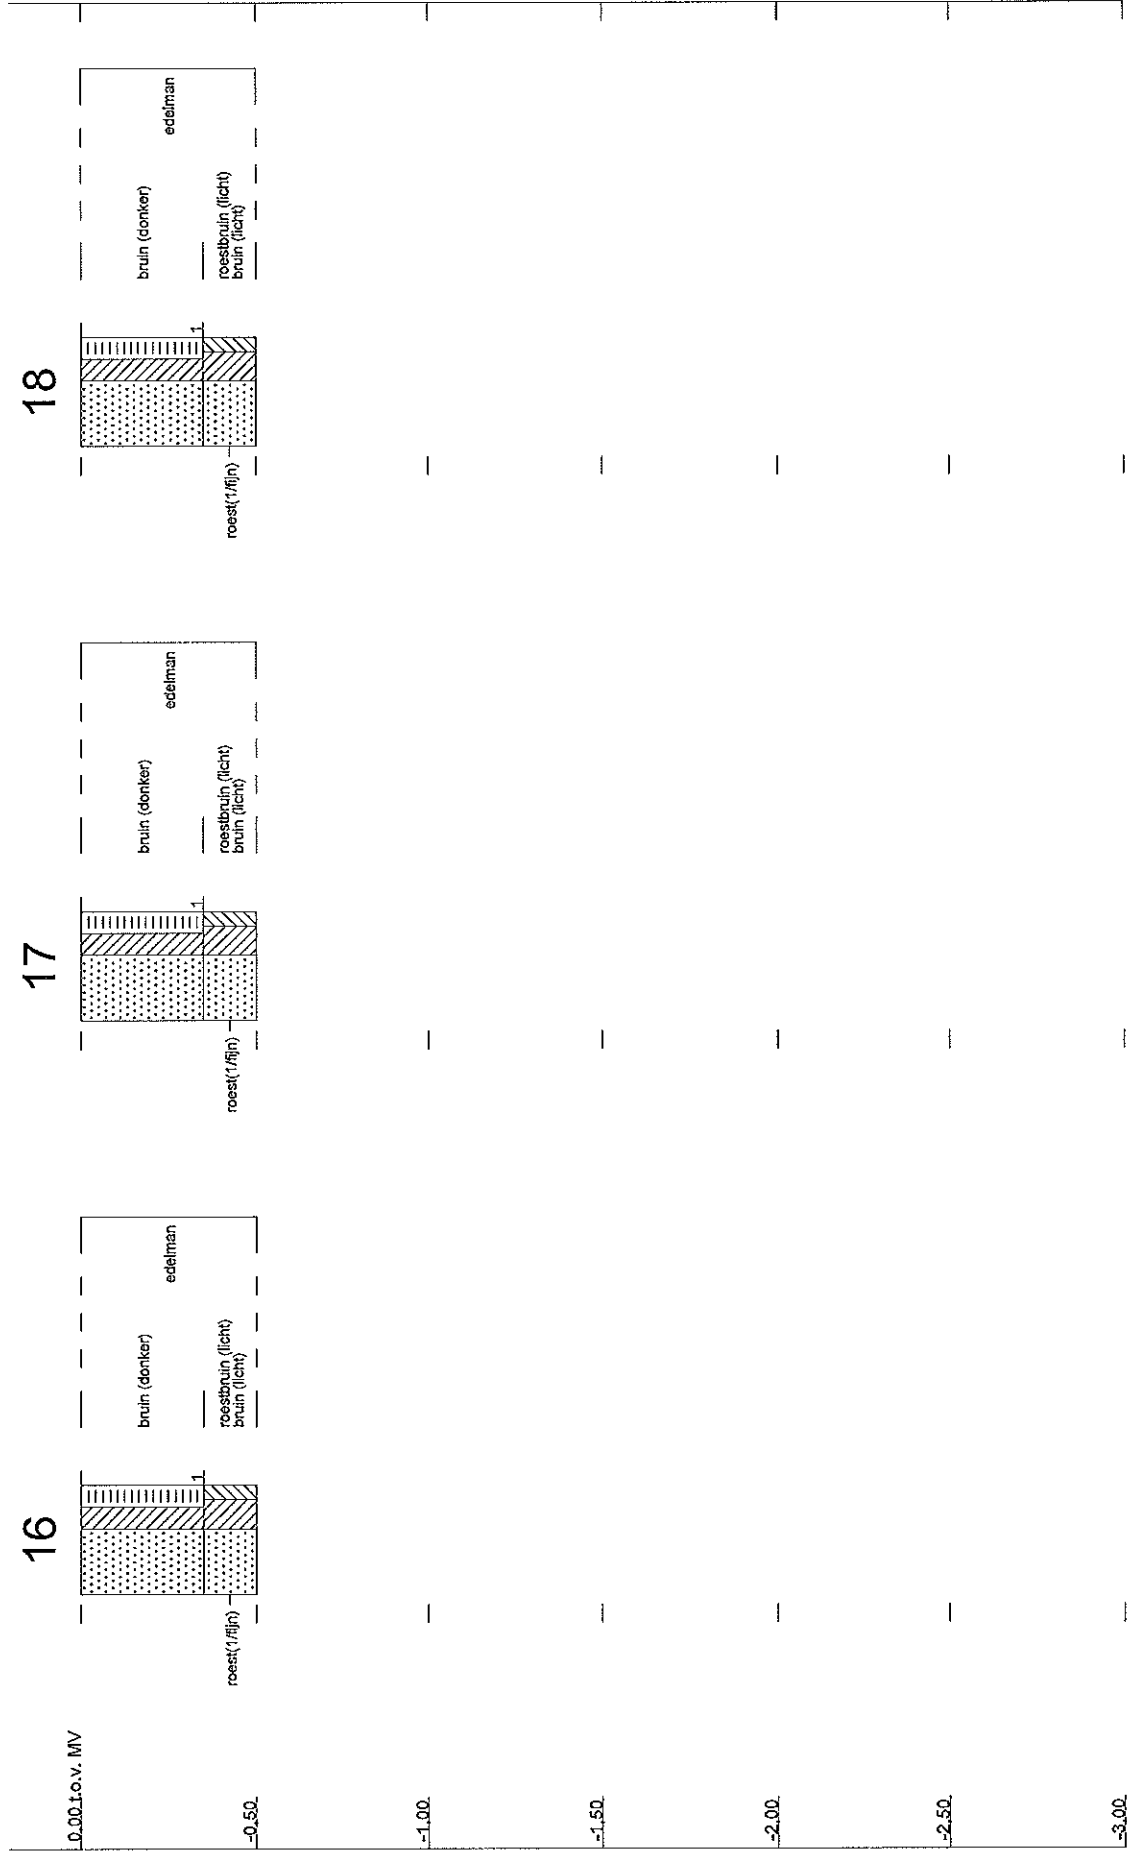 16
17
18
0.00 t.o.v. MV
-0.50
-1.00
-1.50
-2.00
-2.50
-3.00
roest(1/fijn)
1
bruin (donker)
roestbruin (licht)
bruin (licht)
edelman
roest(1/fijn)
1
bruin (donker)
roestbruin (licht)
bruin (licht)
edelman
roest(1/fijn)
1
bruin (donker)
roestbruin (licht)
bruin (licht)
edelman